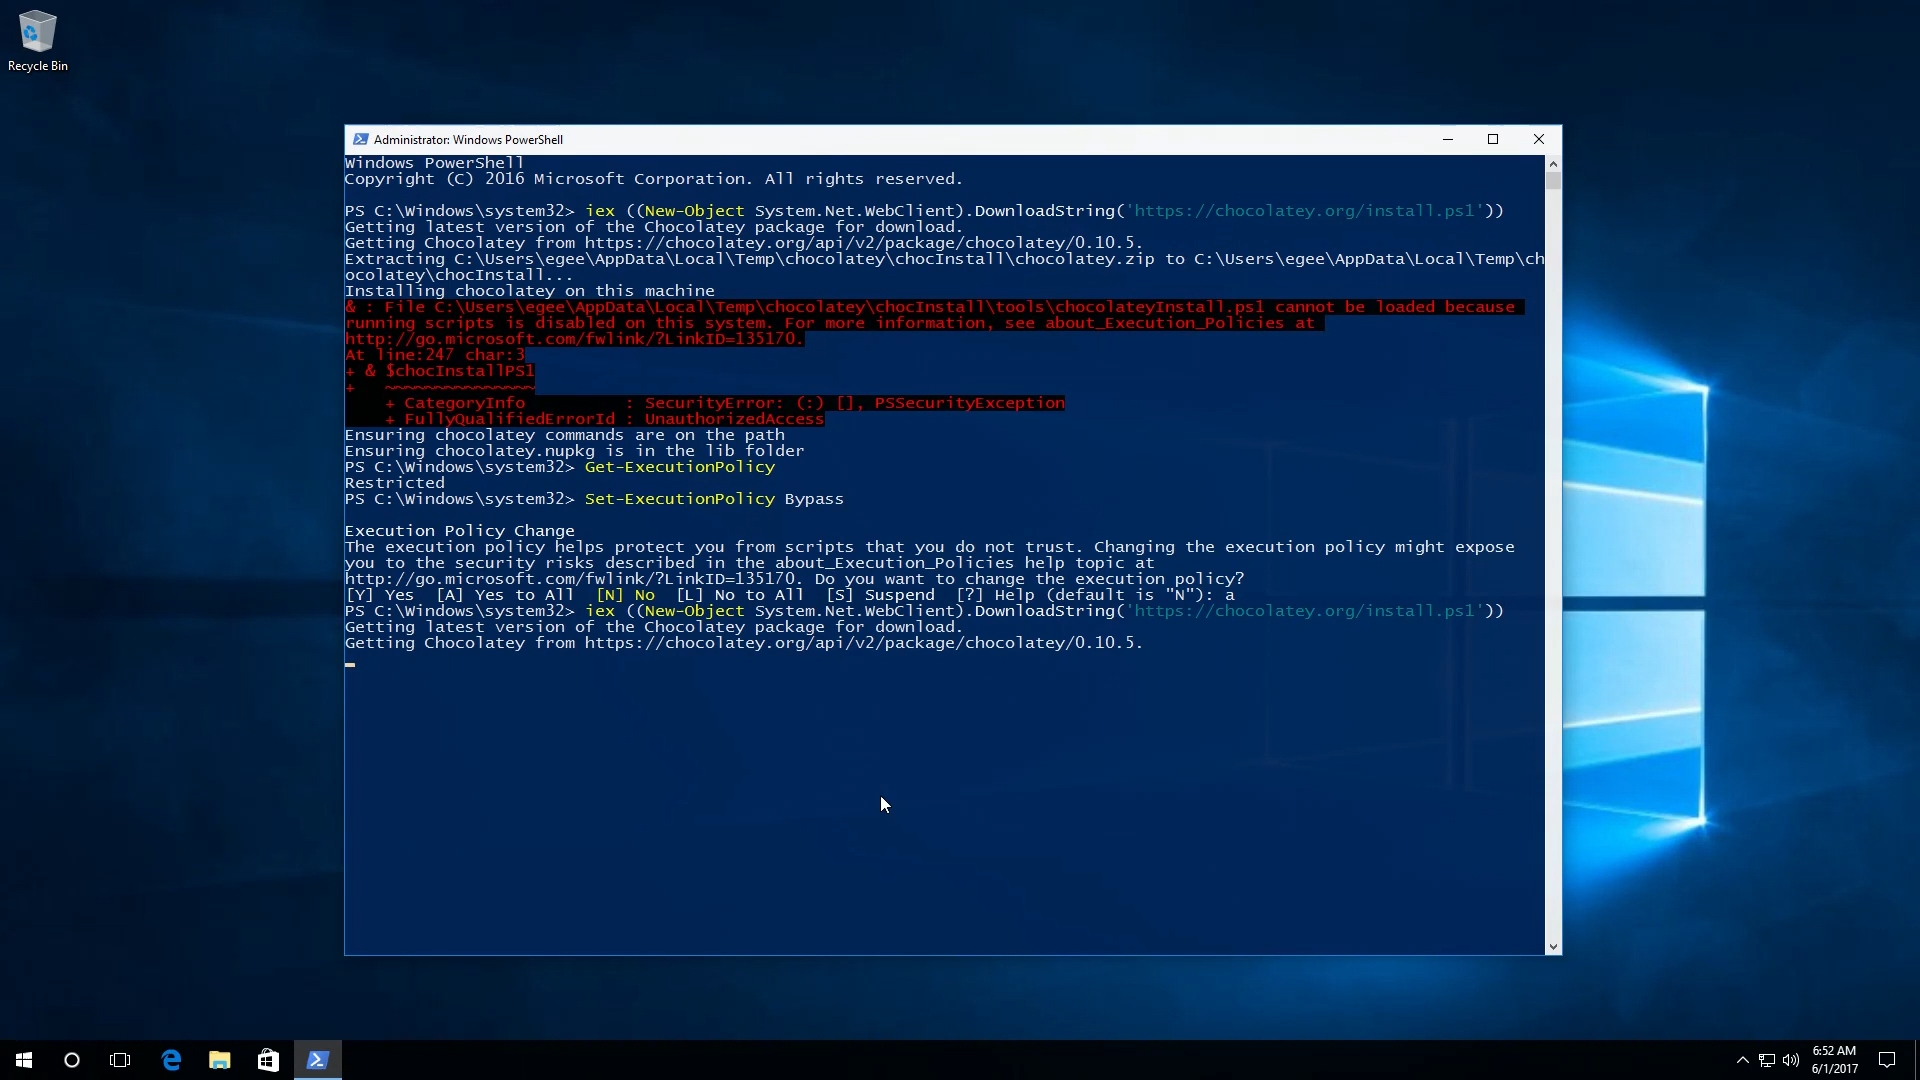 Recycle Bin
Administrator: Windows PowerShell
Windows PowerShell
Copyright (C) 2016 Microsoft Corporation. All rights reserved.
PS C:\Windows\system32> iex ((New-Object System.Net.WebClient).DownloadString('https://chocolatey.org/install.ps1'))
Getting latest version of the Chocolatey package for download.
Getting Chocolatey from https://chocolatey.org/api/v2/package/chocolatey/0.10.5.
Extracting C:\Users\egee\AppData\Local\Temp\chocolatey\chocInstall\chocolatey.zip to C:\Users\egee\AppData\Local\Temp\ch
ocolatey\chocInstall...
Installing chocolatey on this machine
& : File C:\Users\egee\AppData\Local\Temp\chocolatey\chocInstall\tools\chocolateyInstall.ps1 cannot be loaded because
running scripts is disabled on this system. For more information, see about_Execution_Policies at
http://go.microsoft.com/fwlink/?LinkID=135170.
At line:247 char:3
+ & $chocInstallPS1
+   ~~~~~~~~~~~~~~~
    + CategoryInfo          : SecurityError: (:) [], PSSecurityException
    + FullyQualifiedErrorId : UnauthorizedAccess
Ensuring chocolatey commands are on the path
Ensuring chocolatey.nupkg is in the lib folder
PS C:\Windows\system32> Get-ExecutionPolicy
Restricted
PS C:\Windows\system32> Set-ExecutionPolicy Bypass
Execution Policy Change
The execution policy helps protect you from scripts that you do not trust. Changing the execution policy might expose
you to the security risks described in the about_Execution_Policies help topic at
http://go.microsoft.com/fwlink/?LinkID=135170. Do you want to change the execution policy?
[Y] Yes  [A] Yes to All  [N] No  [L] No to All  [S] Suspend  [?] Help (default is "N"): a
PS C:\Windows\system32> iex ((New-Object System.Net.WebClient).DownloadString('https://chocolatey.org/install.ps1'))
Getting latest version of the Chocolatey package for download.
Getting Chocolatey from https://chocolatey.org/api/v2/package/chocolatey/0.10.5.
6:52 AM
6/1/2017